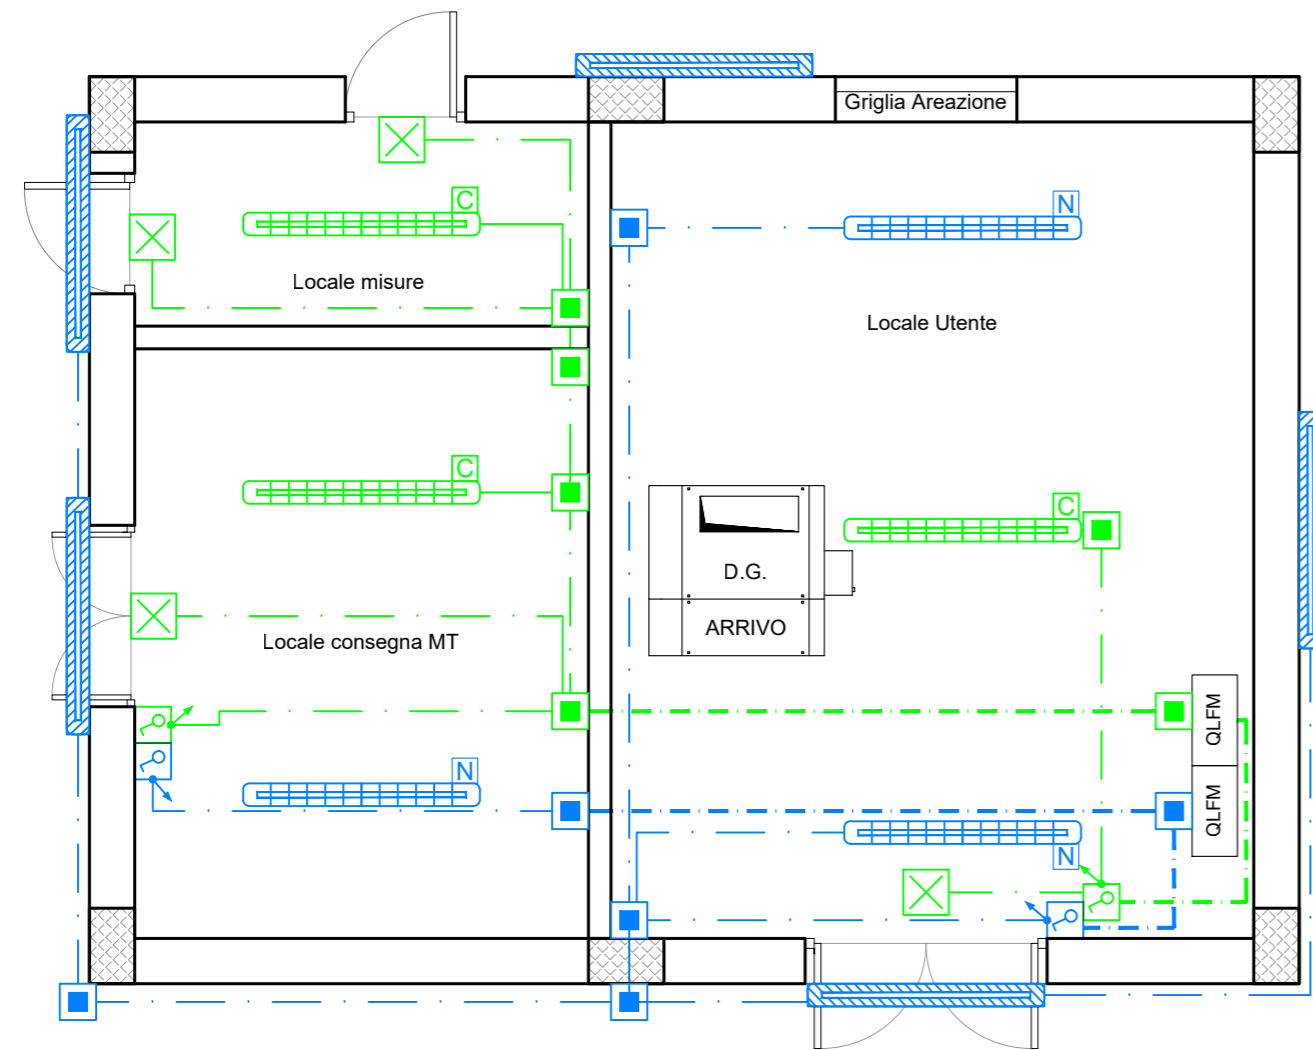 Griglia Areazione
C
N
Locale misure
Locale Utente
C
C
D.G.
ARRIVO
Locale consegna MT
QLFM
N
QLFM
N